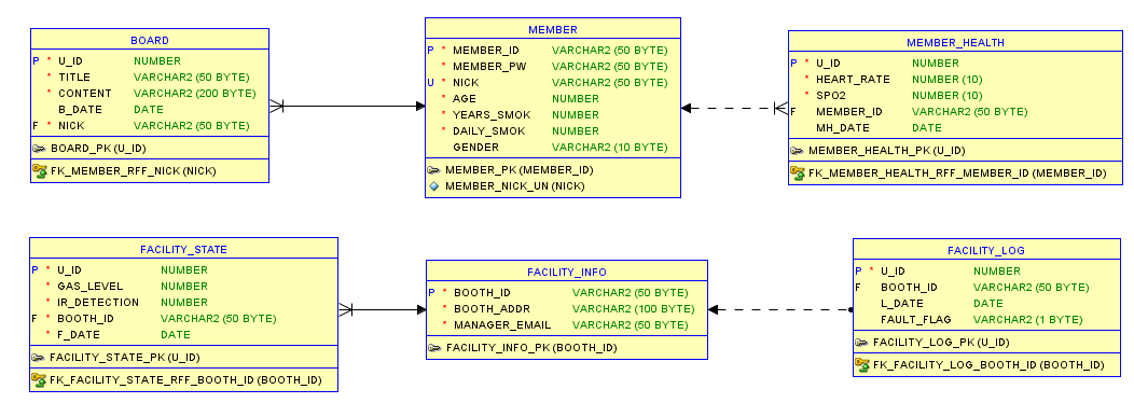 BOARD
P * U_ID NUMBER
* TITLE VARCHAR2 (50 BYTE)
* CONTENT VARCHAR2 (200 BYTE)
B_DATE DATE
F * NICK VARCHAR2 (50 BYTE)
BOARD_PK (U_ID)
FK_MEMBER_RFF_NICK (NICK)
MEMBER
P * MEMBER_ID VARCHAR2 (50 BYTE)
* MEMBER_PW VARCHAR2 (50 BYTE)
U * NICK VARCHAR2 (50 BYTE)
* AGE NUMBER
* YEARS_SMOK NUMBER
* DAILY_SMOK NUMBER
GENDER VARCHAR2 (10 BYTE)
MEMBER_PK (MEMBER_ID)
MEMBER_NICK_UN (NICK)
MEMBER_HEALTH
P * U_ID NUMBER
* HEART_RATE NUMBER (10)
* SPO2 NUMBER (10)
F MEMBER_ID VARCHAR2 (50 BYTE)
MH_DATE DATE
MEMBER_HEALTH_PK (U_ID)
FK_MEMBER_HEALTH_RFF_MEMBER_ID (MEMBER_ID)
FACILITY_STATE
P * U_ID NUMBER
* GAS_LEVEL NUMBER
* IR_DETECTION NUMBER
F * BOOTH_ID VARCHAR2 (50 BYTE)
* F_DATE DATE
FACILITY_STATE_PK (U_ID)
FK_FACILITY_STATE_RFF_BOOTH_ID (BOOTH_ID)
FACILITY_INFO
P * BOOTH_ID VARCHAR2 (50 BYTE)
* BOOTH_ADDR VARCHAR2 (100 BYTE)
* MANAGER_EMAIL VARCHAR2 (50 BYTE)
FACILITY_INFO_PK (BOOTH_ID)
FACILITY_LOG
P * U_ID NUMBER
F BOOTH_ID VARCHAR2 (50 BYTE)
L_DATE DATE
FAULT_FLAG VARCHAR2 (1 BYTE)
FACILITY_LOG_PK (U_ID)
FK_FACILITY_LOG_BOOTH_ID (BOOTH_ID)